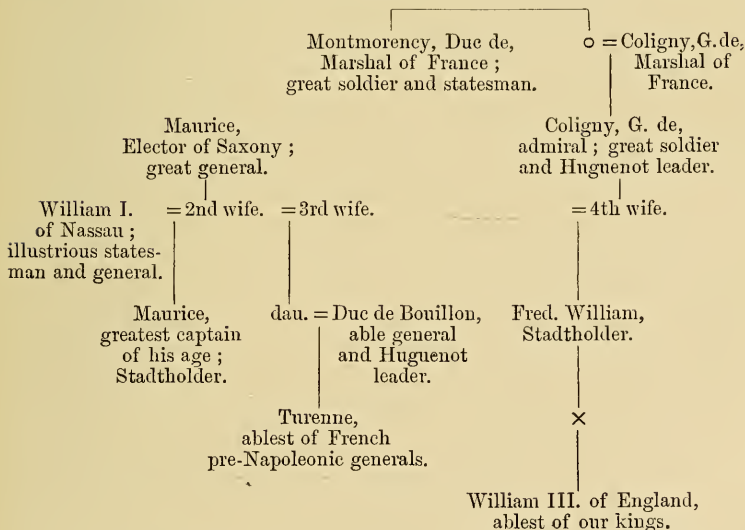 Montmorency, Duc de,
Marshal of France ;
great soldier and statesman.
o = Coligny, G. de,
Marshal of
France.
Maurice,
Elector of Saxony ;
great general.
Coligny, G. de,
admiral ; great soldier
and Huguenot leader.
William I.
of Nassau ;
illustrious states-
man and general.
= 2nd wife.
= 3rd wife.
= 4th wife.
Maurice,
greatest captain
of his age ;
Stadtholder.
dau. = Duc de Bouillon,
able general
and Huguenot
leader.
Fred. William,
Stadtholder.
Turenne,
ablest of French
pre-Napoleonic generals.
×
William III. of England,
ablest of our kings.